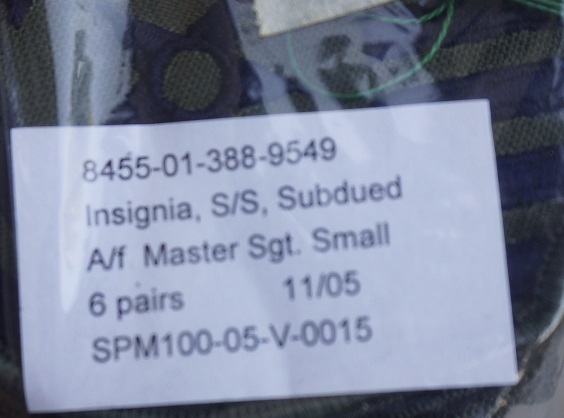 8455-01-388-9549
Insignia, S/S, Subdued
A/f Master Sgt. Small
6 pairs 11/05
SPM100-05-V-0015